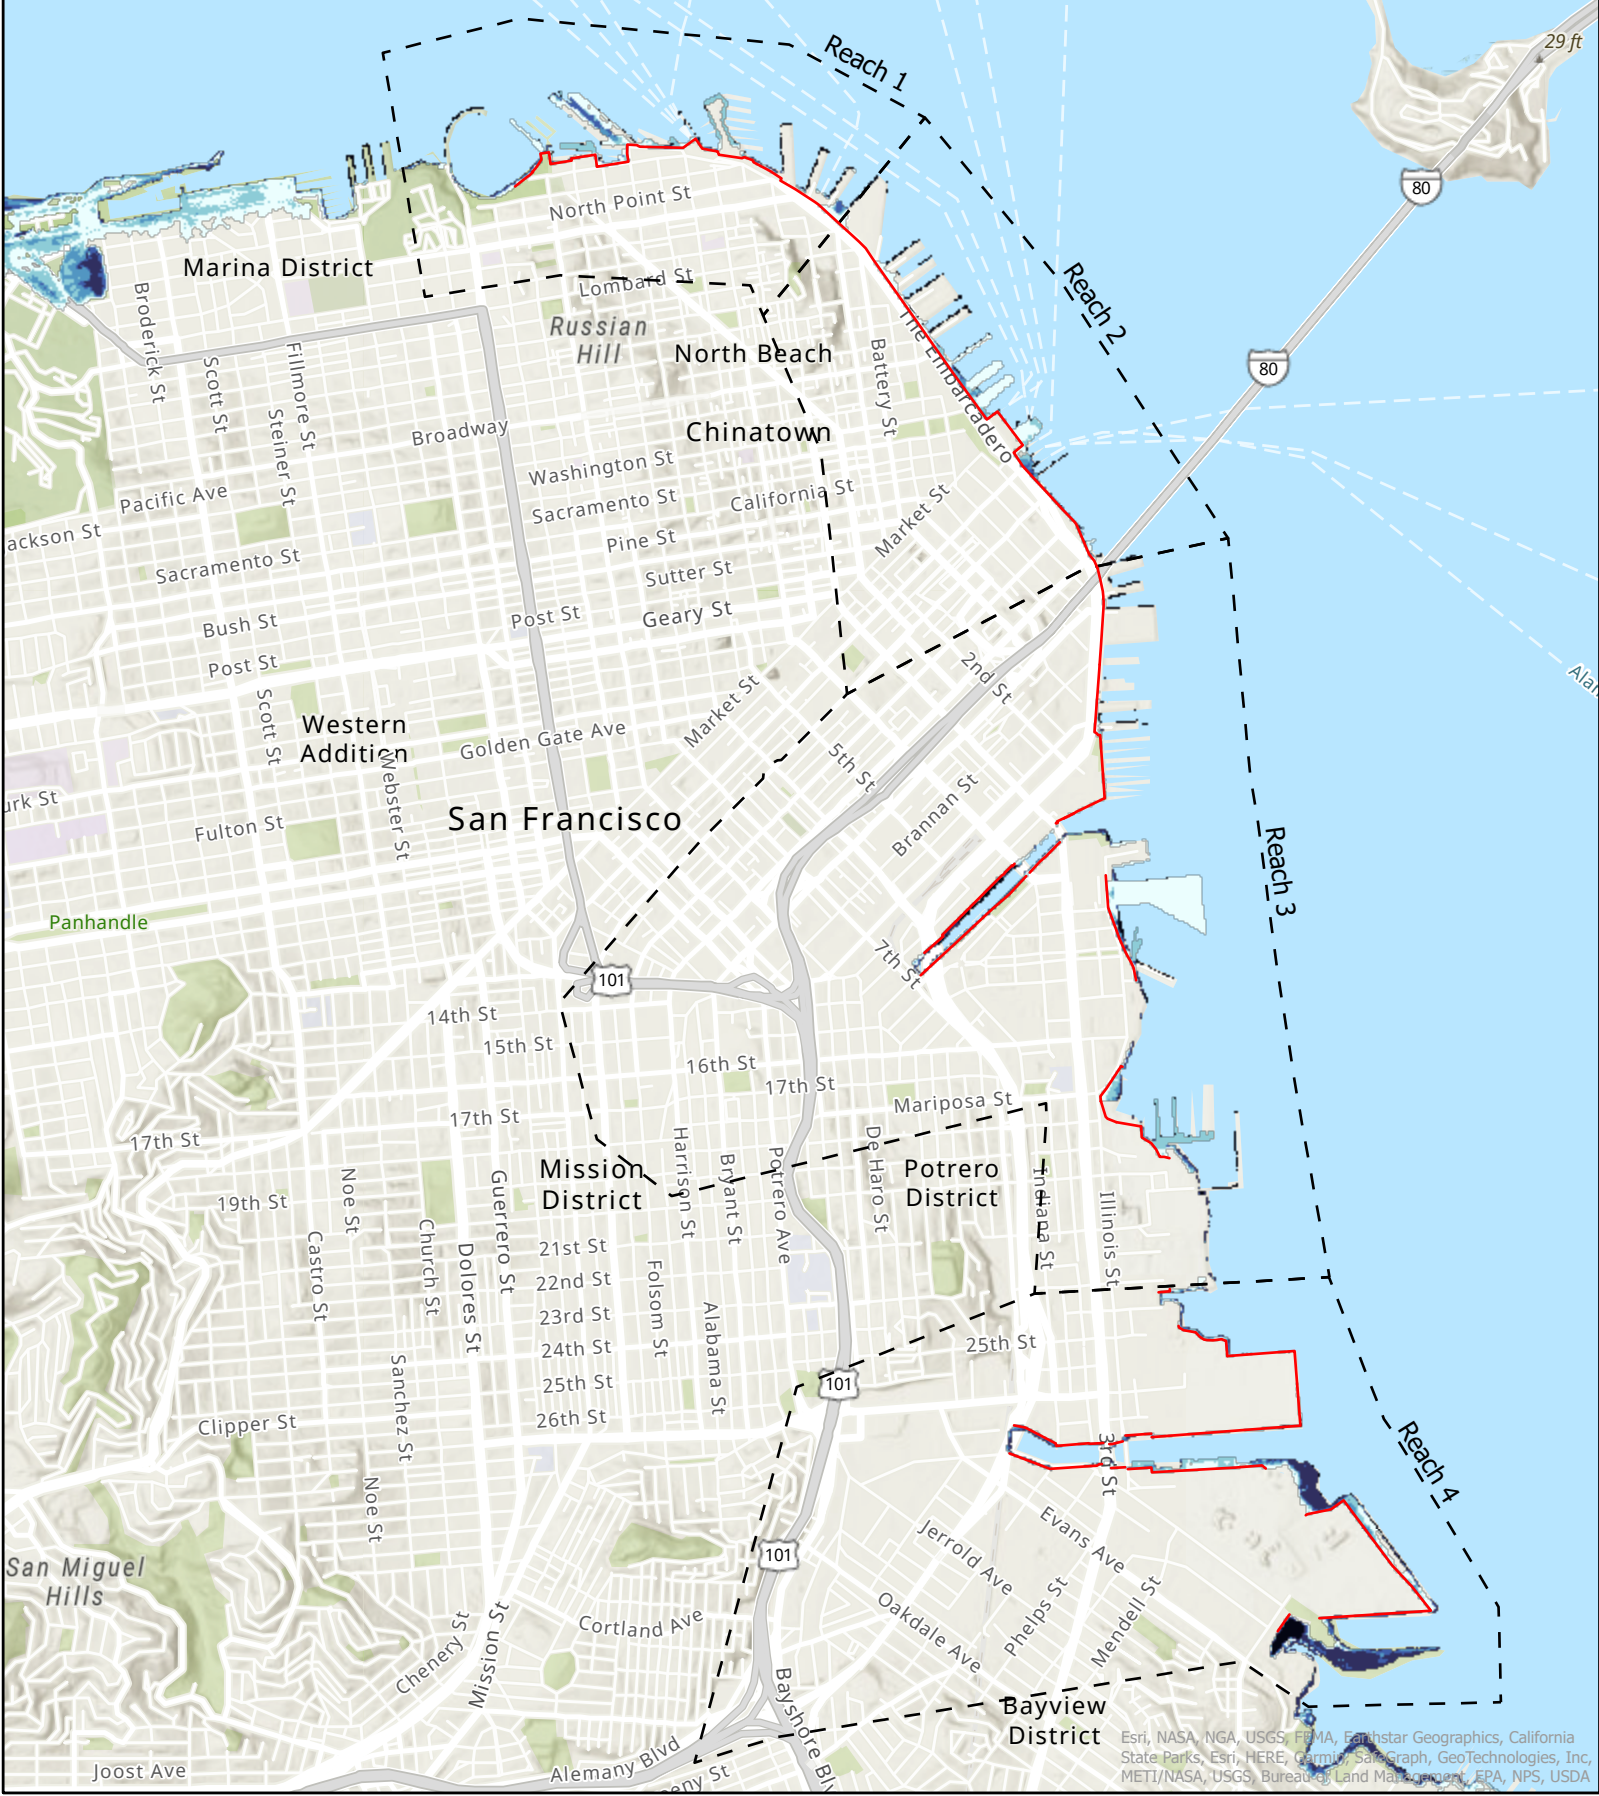 29 ft
Reach 1
80
North Point St
Marina District
Lombard St
Reach 2
Broderick St
Russian
Hill
North Beach
The Embarcadero
80
Scott St
Fillmore St
Battery St
Steiner St
Broadway
Chinatown
Washington St
Pacific Ave
Sacramento St
California St
Market St
ackson St
Pine St
Sacramento St
Sutter St
Post St
Geary St
Bush St
Post St
2nd St
Alan
Scott St
Western
Addition
Market St
Golden Gate Ave
5th St
Webster St
urk St
Brannan St
San Francisco
Fulton St
Reach 3
Panhandle
7th St
101
14th St
15th St
16th St
17th St
Mariposa St
17th St
17th St
Mission
District
Harrison St
Bryant St
Potrero Ave
De Haro St
Potrero
District
Indiana St
Illinois St
19th St
Noe St
Guerrero St
Castro St
Church St
Dolores St
21st St
22nd St
23rd St
24th St
25th St
26th St
Folsom St
Alabama St
25th St
101
Sanchez St
Clipper St
3rd St
Reach 4
Noe St
Evans Ave
Jerrold Ave
101
San Miguel
Hills
Oakdale Ave
Phelps St
Mendell St
Cortland Ave
Chenery St
Mission St
Bayshore Blv
Bayview
District
Alemany Blvd
eny St
Joost Ave
Esri, NASA, NGA, USGS, FEMA, Earthstar Geographics, California
State Parks, Esri, HERE, Garmin, SafeGraph, GeoTechnologies, Inc,
METI/NASA, USGS, Bureau of Land Management, EPA, NPS, USDA